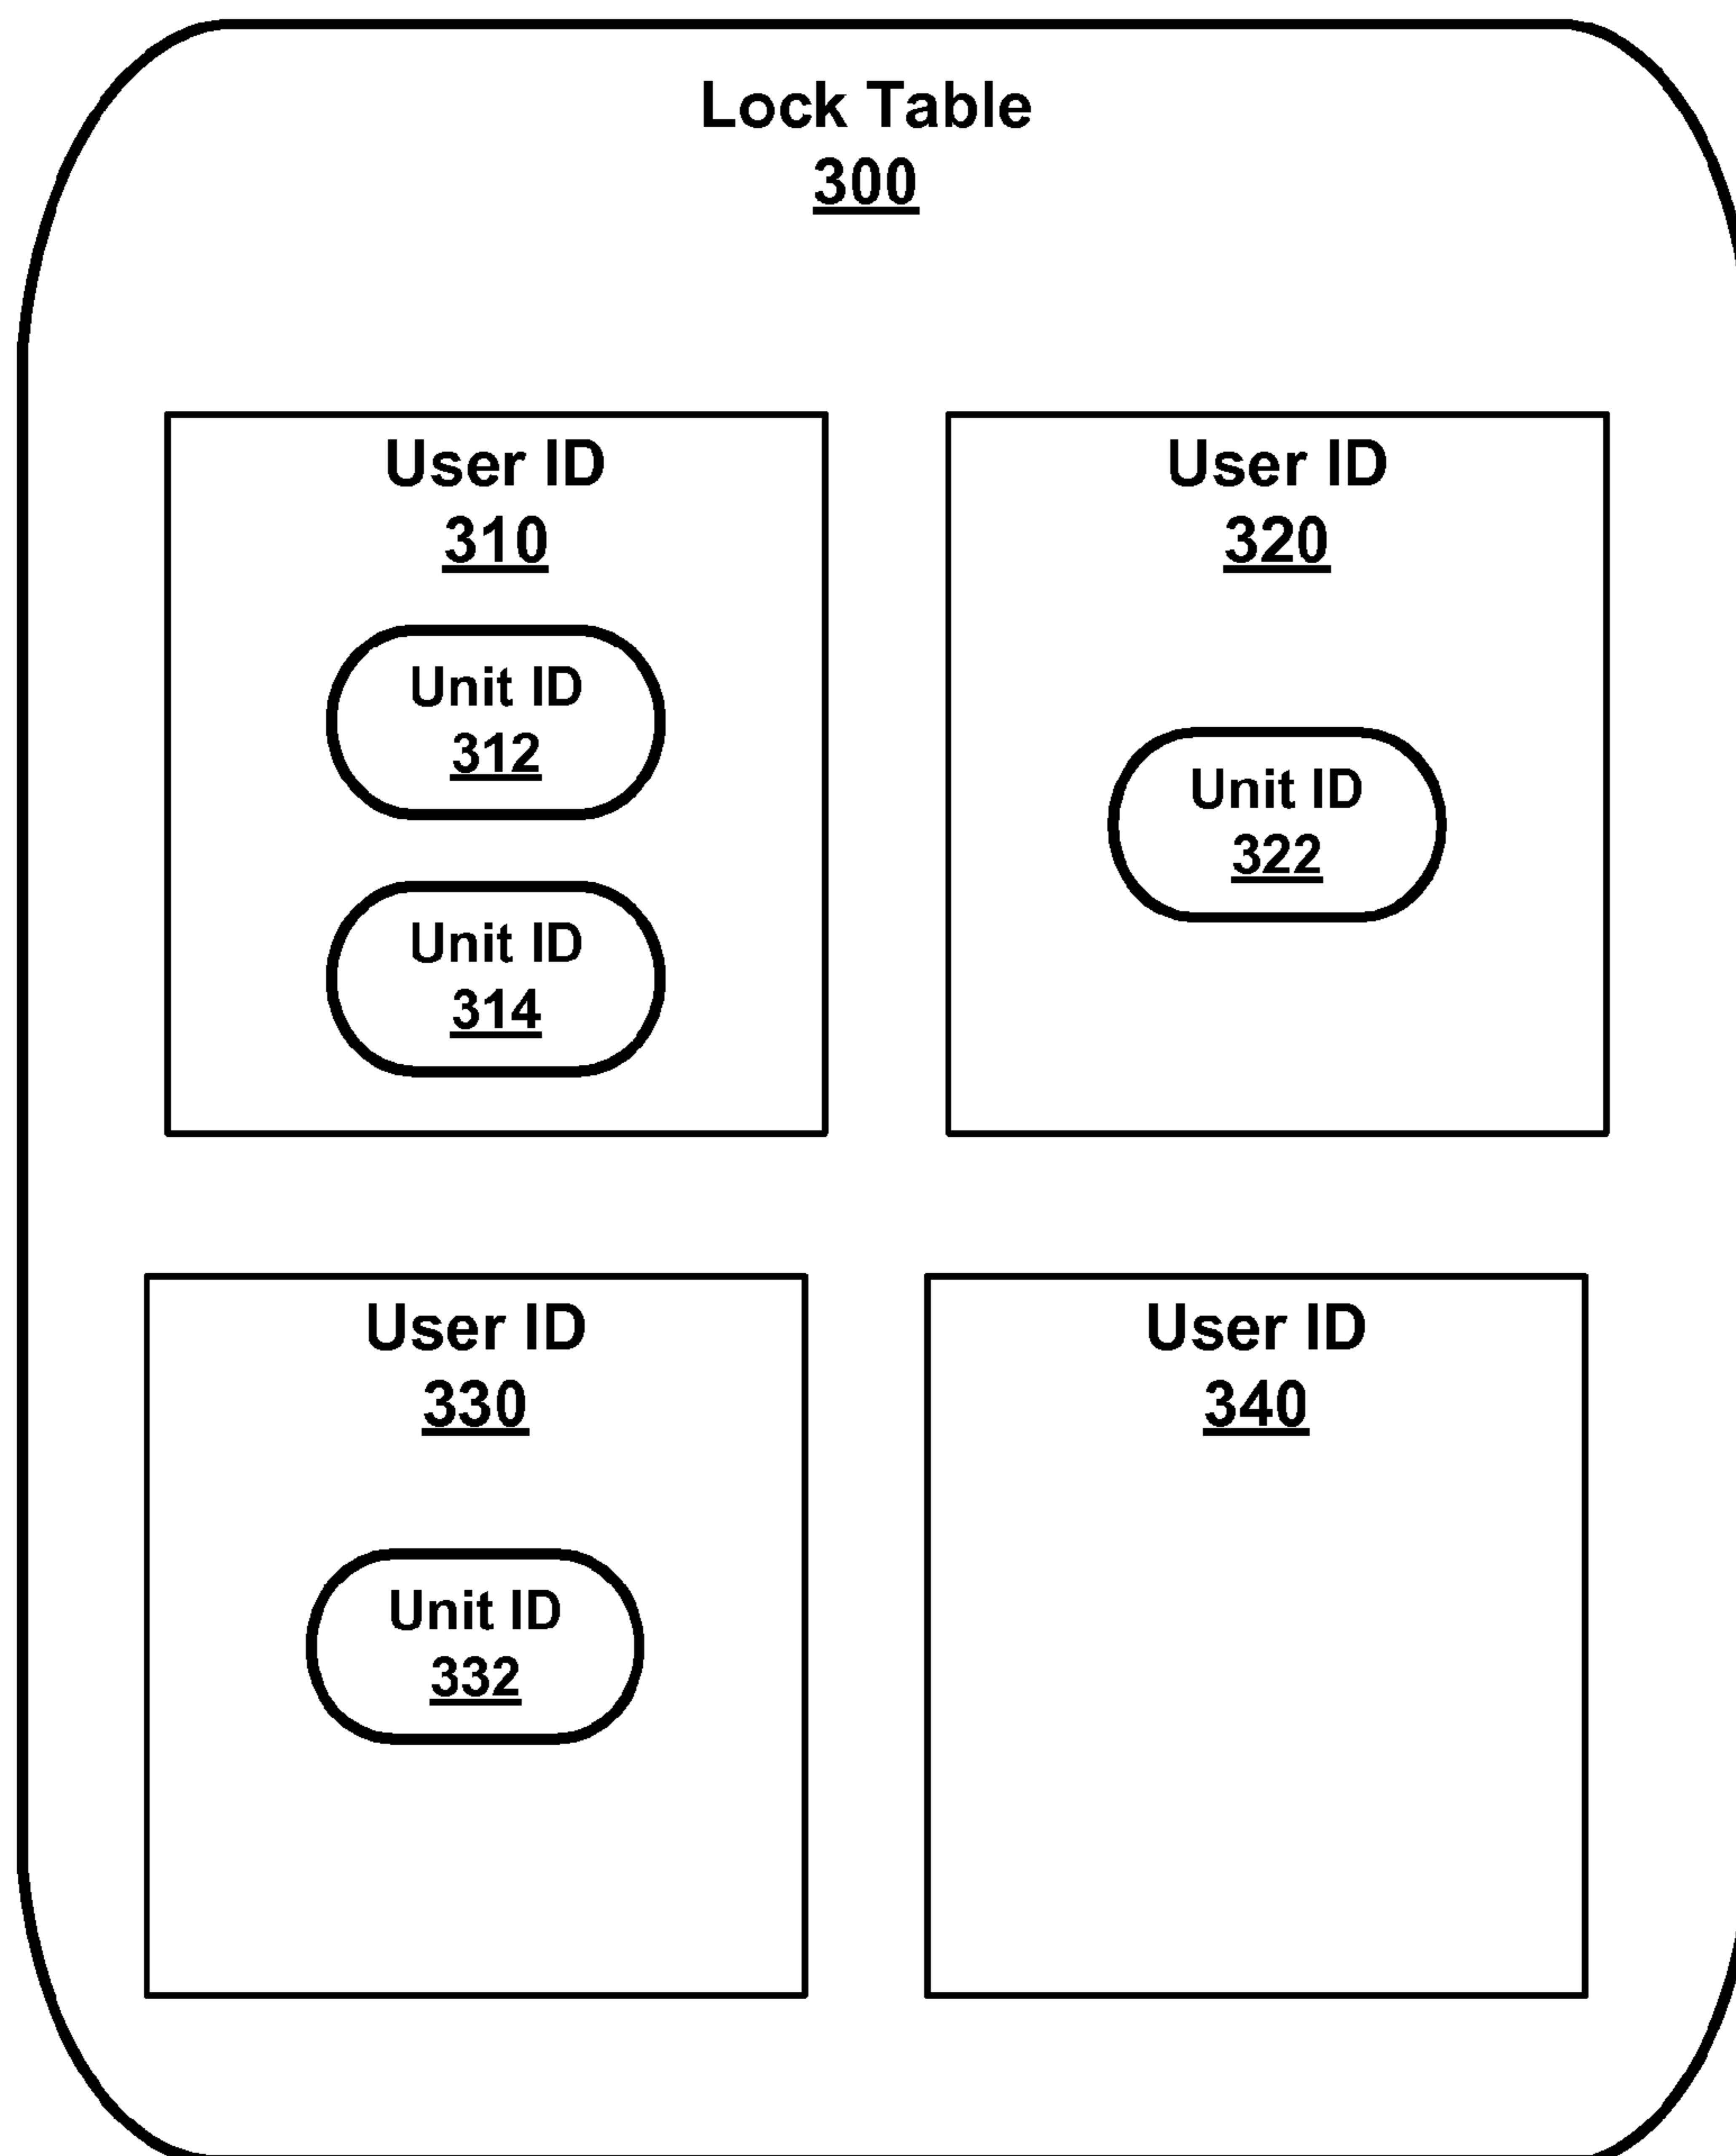 Lock Table
300
User ID
310
Unit ID
312
Unit ID
314
User ID
320
Unit ID
322
User ID
330
Unit ID
332
User ID
340